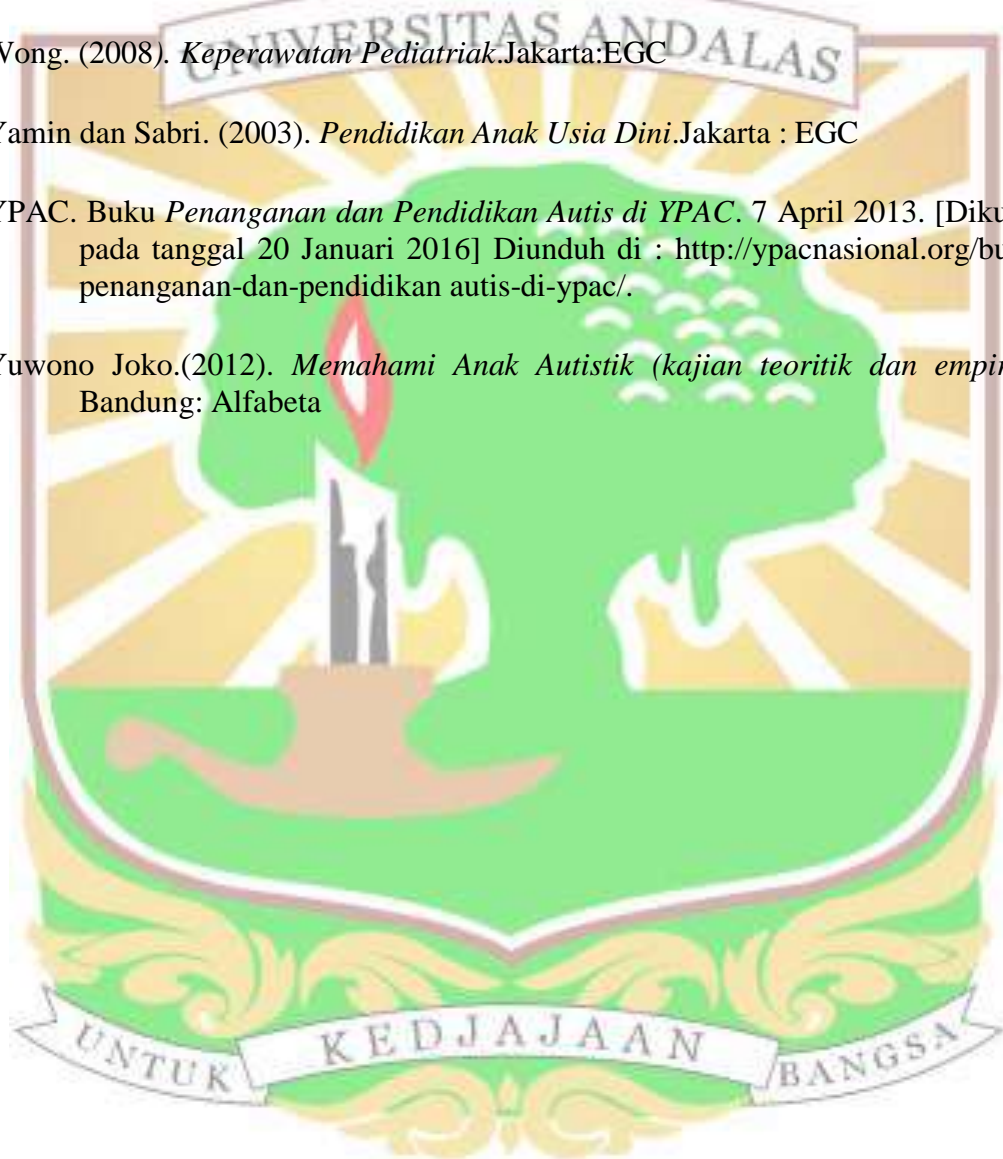 UNIVERSITAS ANDALAS
Wong. (2008). Keperawatan Pediatriak.Jakarta:EGC
Yamin dan Sabri. (2003). Pendidikan Anak Usia Dini.Jakarta : EGC
YPAC. Buku Penanganan dan Pendidikan Autis di YPAC. 7 April 2013. [Diku
pada tanggal 20 Januari 2016] Diunduh di : http://ypacnasional.org/bu
penanganan-dan-pendidikan autis-di-ypac/.
Yuwono Joko.(2012). Memahami Anak Autistik (kajian teoritik dan empir
Bandung: Alfabeta
UNTUK KEDJAJAAN BANGSA